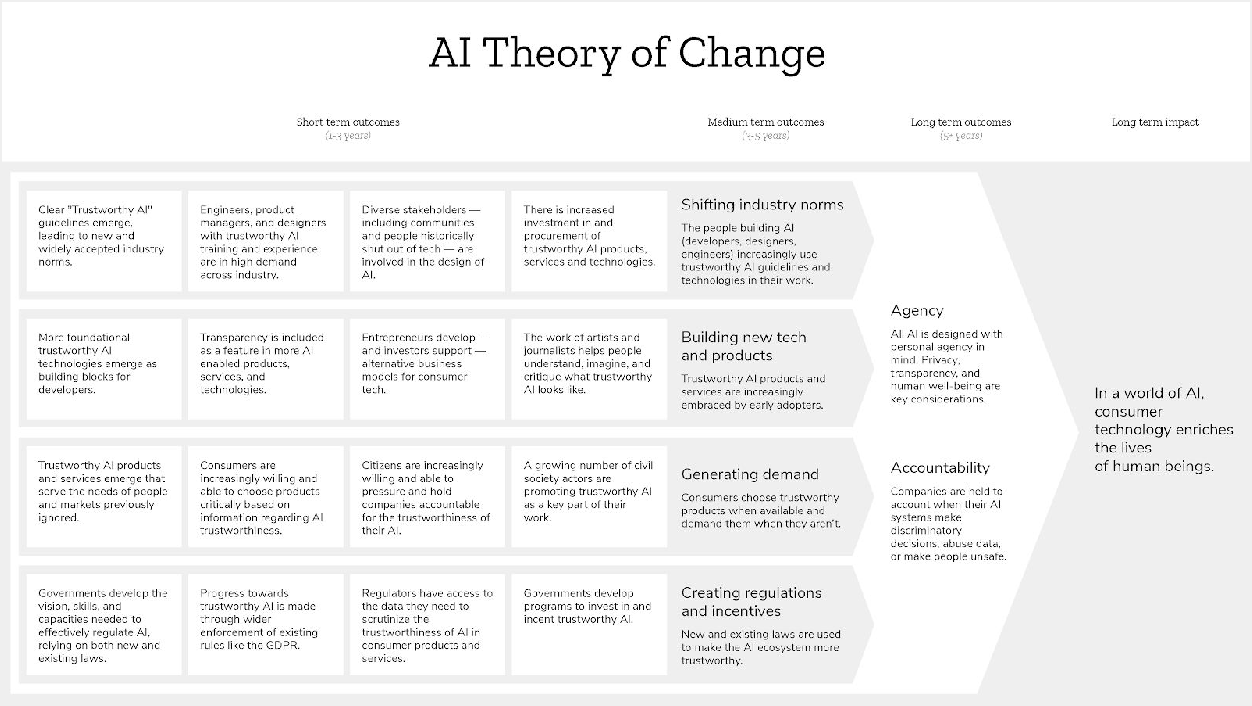 AI Theory of Change
Short term outcomes
(1-3 years)
Medium term outcomes
(3-5 years)
Long term outcomes
(5+ years)
Long term impact
Clear "Trustworthy AI"
guidelines emerge,
leading to new and
widely accepted industry
norms.
Engineers, product
managers, and designers
with trustworthy AI
training and experience
are in high demand
across industry.
Diverse stakeholders —
including communities
and people historically
shut out of tech — are
involved in the design of
AI.
There is increased
investment in and
procurement of
trustworthy AI products,
services and technologies.
Shifting industry norms
The people building AI
(developers, designers,
engineers) increasingly use
trustworthy AI guidelines and
technologies in their work.
More foundational
trustworthy AI
technologies emerge as
building blocks for
developers.
Transparency is included
as a feature in more AI
enabled products,
services, and
technologies.
Entrepreneurs develop
and investors support —
alternative business
models for consumer
tech.
The work of artists and
journalists helps people
understand, imagine, and
critique what trustworthy
AI looks like.
Building new tech
and products
Trustworthy AI products and
services are increasingly
embraced by early adopters.
Trustworthy AI products
and services emerge that
serve the needs of people
and markets previously
ignored.
Consumers are
increasingly willing and
able to choose products
critically based on
information regarding AI
trustworthiness.
Citizens are increasingly
willing and able to
pressure and hold
companies accountable
for the trustworthiness of
their AI.
A growing number of civil
society actors are
promoting trustworthy AI
as a key part of their
work.
Generating demand
Consumers choose trustworthy
products when available and
demand them when they aren't.
Governments develop the
vision, skills, and
capacities needed to
effectively regulate AI,
relying on both new and
existing laws.
Progress towards
trustworthy AI is made
through wider
enforcement of existing
rules like the GDPR.
Regulators have access to
the data they need to
scrutinize the
trustworthiness of AI in
consumer products and
services.
Governments develop
programs to invest in and
incent trustworthy AI.
Creating regulations
and incentives
New and existing laws are used
to make the AI ecosystem more
trustworthy.
Agency
All AI is designed with
personal agency in
mind. Privacy,
transparency, and
human well-being are
key considerations.
Accountability
Companies are held to
account when their AI
systems make
discriminatory
decisions, abuse data,
or make people unsafe.
In a world of AI,
consumer
technology enriches
the lives
of human beings.